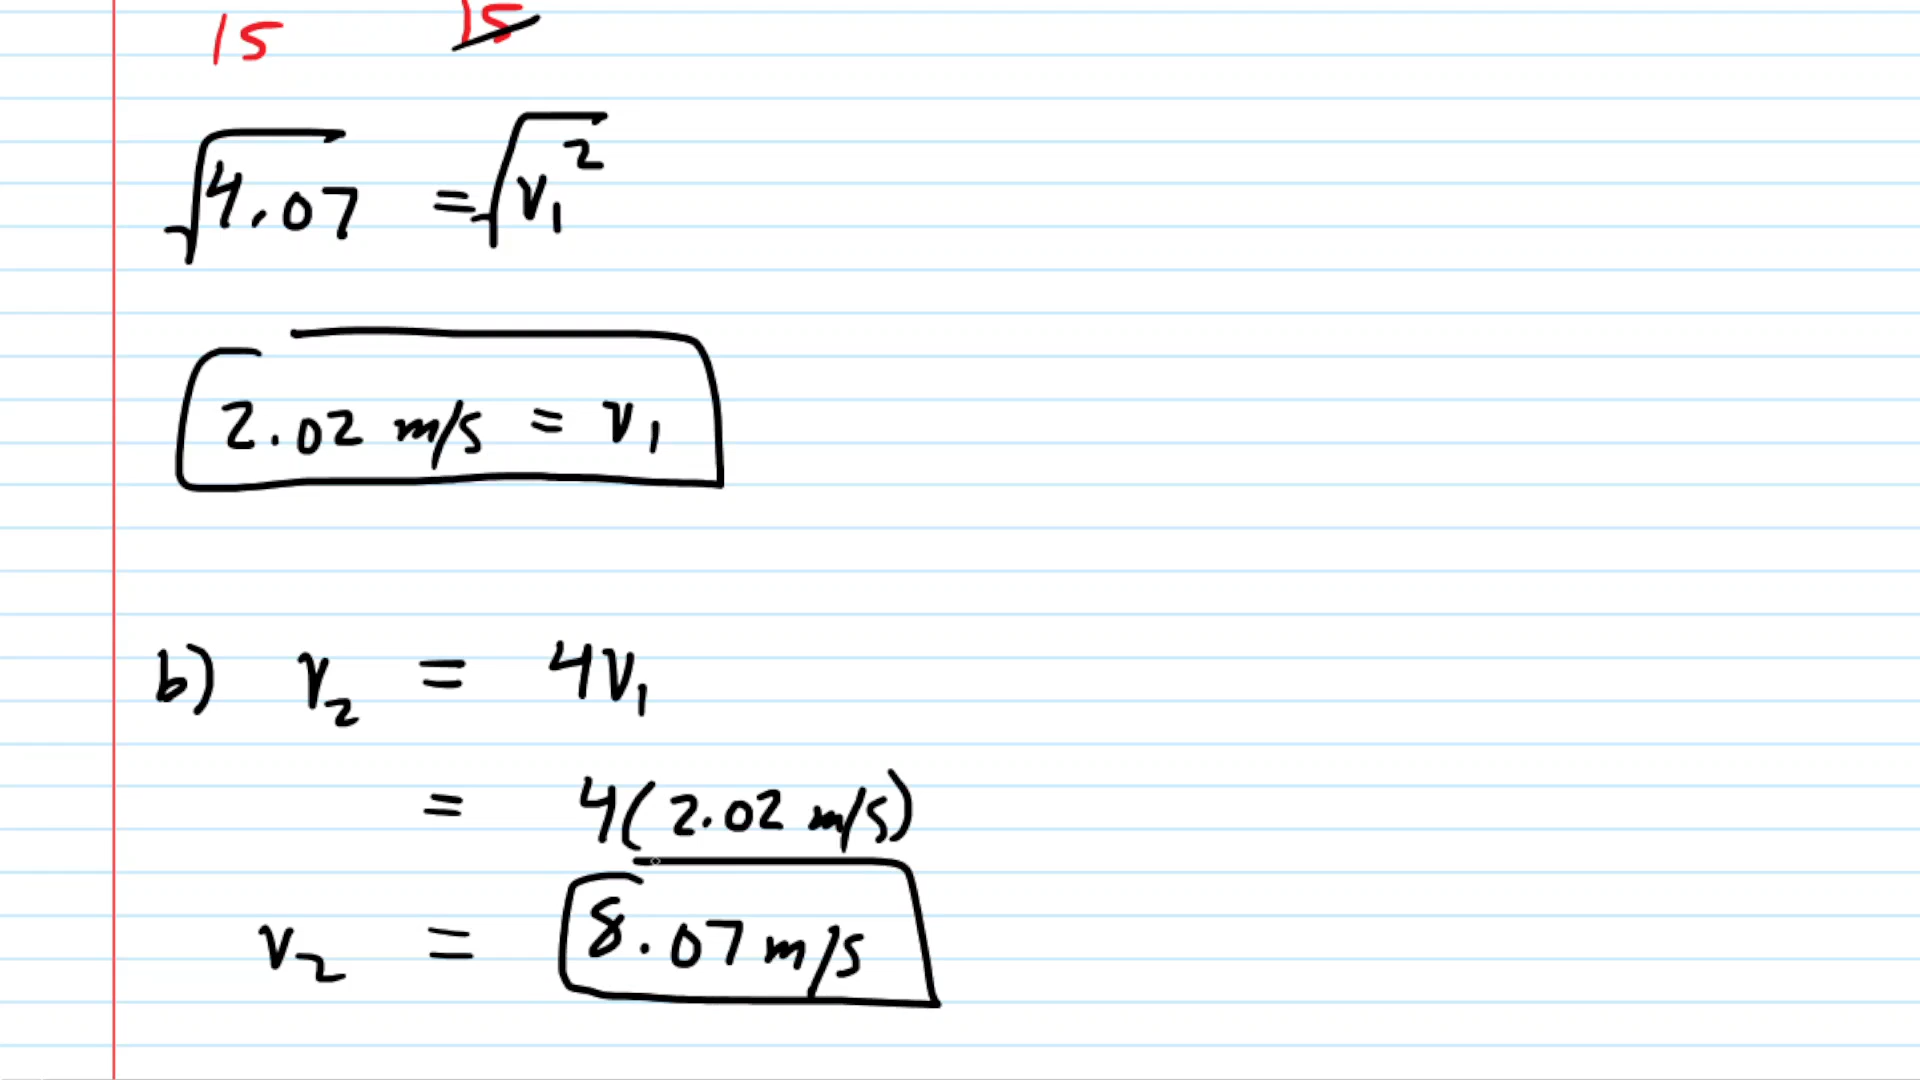 15 15
√4.07 = √v₁²
2.02 m/s = v₁
b) v₂ = 4v₁
= 4(2.02 m/s)
v₂ = 8.07 m/s